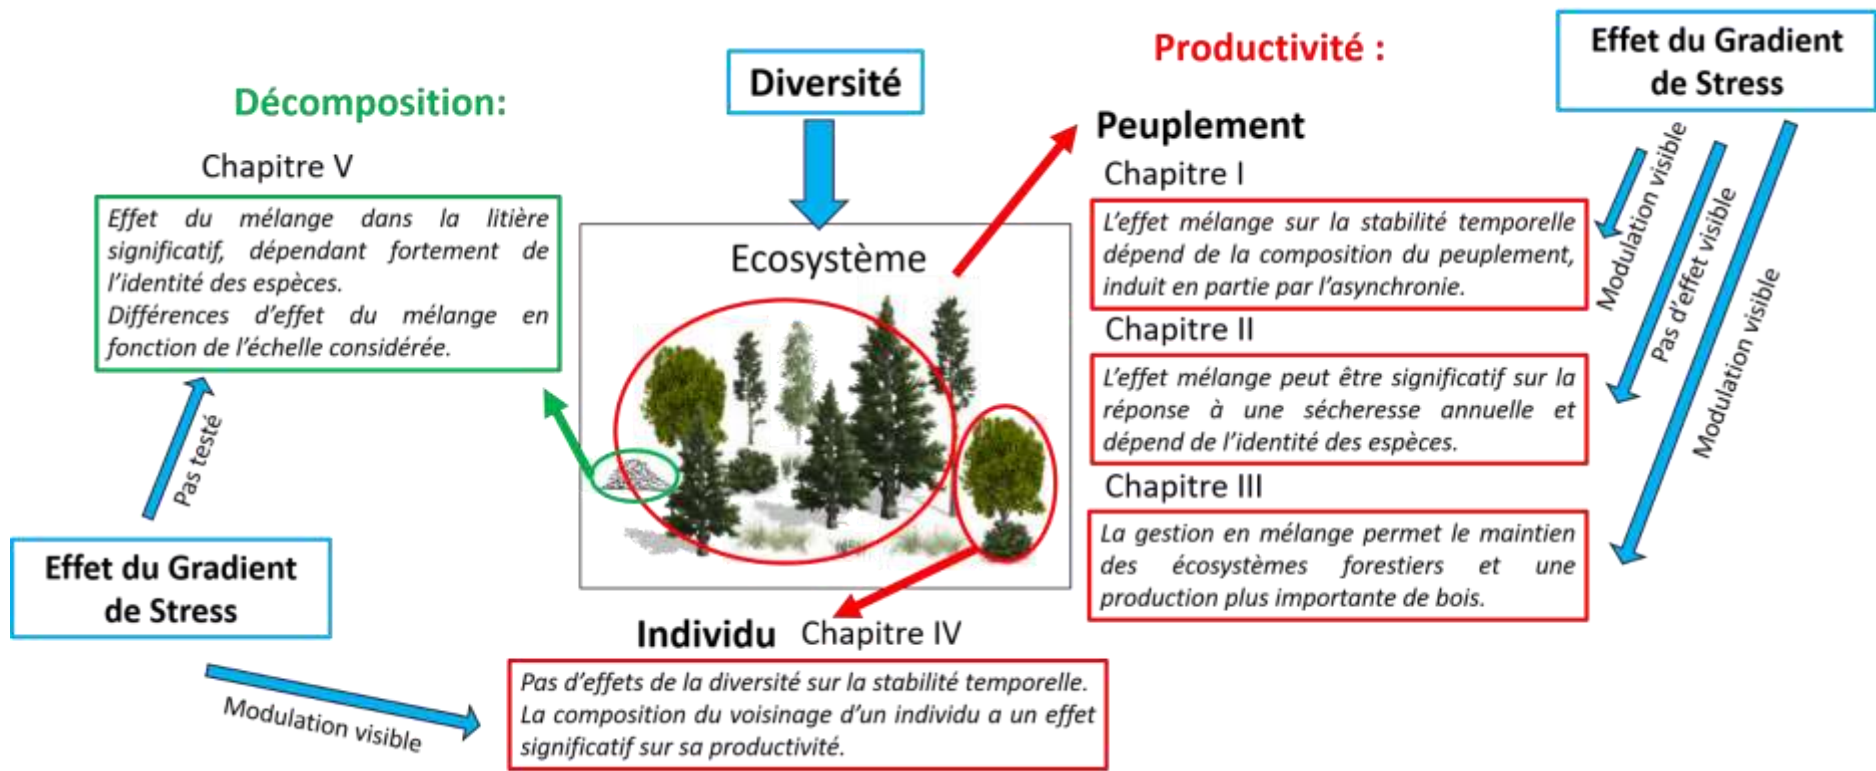 Décomposition:
Chapitre V
Effet du mélange dans la litière
significatif, dépendant fortement de
l'identité des espèces.
Différences d'effet du mélange en
fonction de l'échelle considérée.
Pas testé
Effet du Gradient
de Stress
Modulation visible
Diversité
Ecosystème
Individu Chapitre IV
Pas d'effets de la diversité sur la stabilité temporelle.
La composition du voisinage d'un individu a un effet
significatif sur sa productivité.
Productivité :
Peuplement
Chapitre I
L'effet mélange sur la stabilité temporelle
dépend de la composition du peuplement,
induit en partie par l'asynchronie.
Chapitre II
L'effet mélange peut être significatif sur la
réponse à une sécheresse annuelle et
dépend de l'identité des espèces.
Chapitre III
La gestion en mélange permet le maintien
des écosystèmes forestiers et une
production plus importante de bois.
Effet du Gradient
de Stress
Modulation visible
Pas d'effet visible
Modulation visible